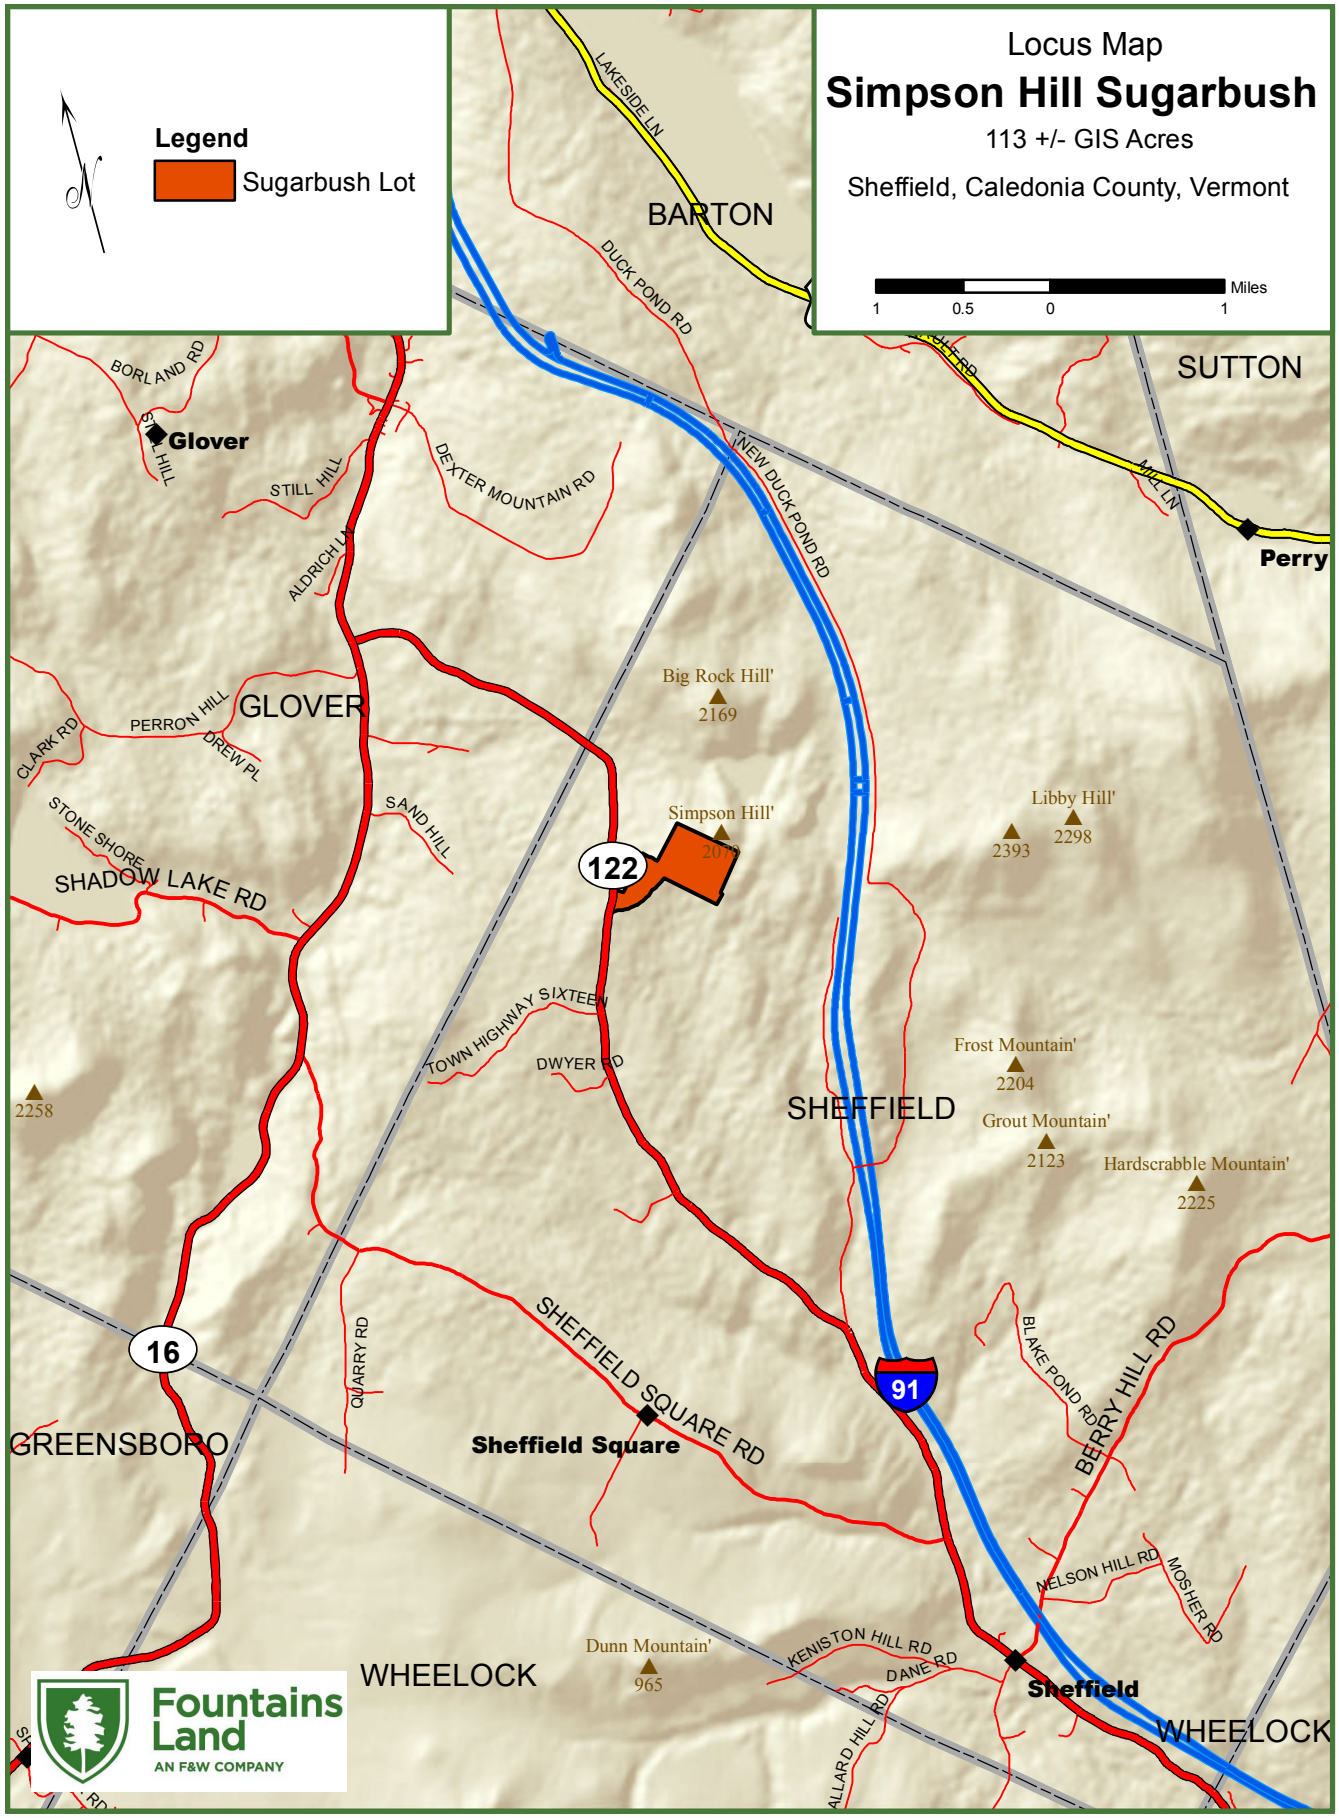 Locus Map
Simpson Hill Sugarbush
113 +/- GIS Acres
Sheffield, Caledonia County, Vermont
1 0.5 0 1 Miles
N
Legend
Sugarbush Lot
LAKESIDE LN
BARTON
DUCK POND RD
SUTTON
BORLAND RD
STILL HILL
Glover
STILL HILL
DEXTER MOUNTAIN RD
NEW DUCK POND RD
MILL LN
Perry
ALDRICH LN
Big Rock Hill'
2169
PERRON HILL
GLOVER
CLARK RD
DREW PL
STONE SHORE
SAND HILL
Simpson Hill'
2079
Libby Hill'
2298
2393
122
SHADOW LAKE RD
TOWN HIGHWAY SIXTEEN
DWYER RD
Frost Mountain'
2204
2258
SHEFFIELD
Grout Mountain'
2123
Hardscrabble Mountain'
2225
16
QUARRY RD
SHEFFIELD SQUARE RD
BLAKE POND RD
BERRY HILL RD
91
GREENSBORO
Sheffield Square
NELSON HILL RD
MOSHER RD
Dunn Mountain'
965
KENISTON HILL RD
DANE RD
WHEELOCK
Sheffield
ALLARD HILL RD
WHEELOCK
Fountains
Land
AN F&W COMPANY
SH
RD